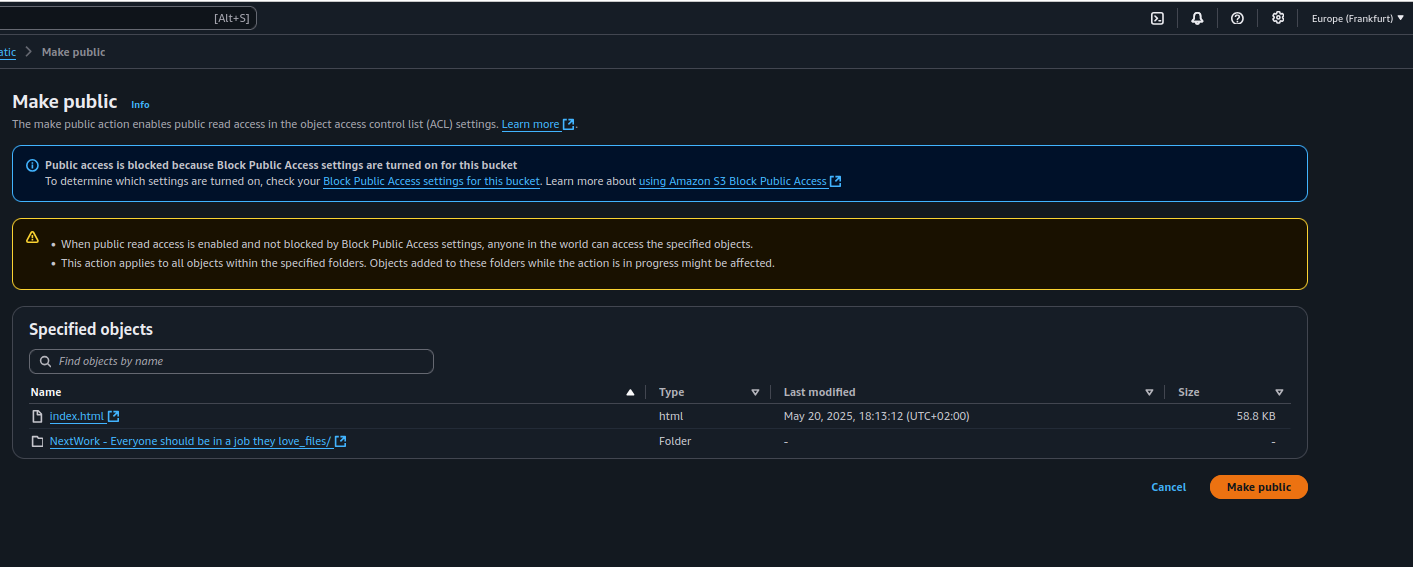 [Alt+S]
Europe (Frankfurt)
atic > Make public
Make public Info
The make public action enables public read access in the object access control list (ACL) settings. Learn more.
Public access is blocked because Block Public Access settings are turned on for this bucket
To determine which settings are turned on, check your Block Public Access settings for this bucket. Learn more about using Amazon S3 Block Public Access
• When public read access is enabled and not blocked by Block Public Access settings, anyone in the world can access the specified objects.
• This action applies to all objects within the specified folders. Objects added to these folders while the action is in progress might be affected.
Specified objects
Find objects by name
Name Type Last modified Size
index.html html May 20, 2025, 18:13:12 (UTC+02:00) 58.8 KB
NextWork - Everyone should be in a job they love_files/ Folder - -
Cancel Make public